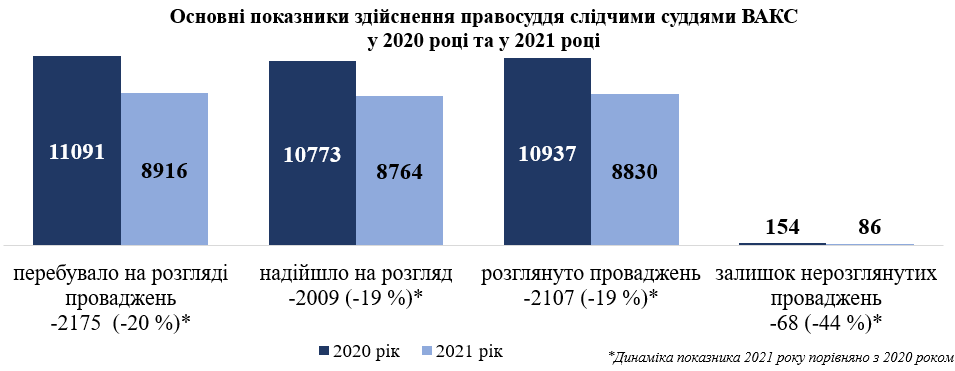 Основні показники здійснення правосуддя слідчими суддями ВАКС
у 2020 році та у 2021 році
11091
8916
10773
8764
10937
8830
154
86
перебувало на розгляді
проваджень
-2175 (-20 %)*
надійшло на розгляд
-2009 (-19 %)*
розглянуто проваджень
-2107 (-19 %)*
залишок нерозглянутих
проваджень
-68 (-44 %)*
2020 рік
2021 рік
*Динаміка показника 2021 року порівняно з 2020 роком